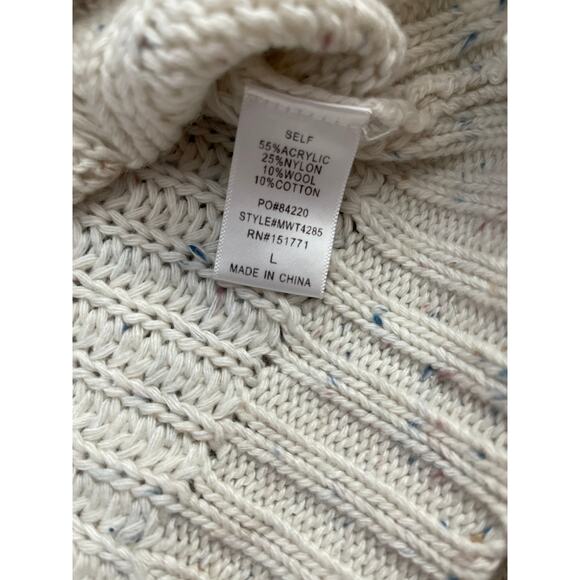 SELF
55%ACRYLIC
25%NYLON
10%WOOL
10%COTTON
PO#84220
STYLE#MWT4285
RN#151771
L
MADE IN CHINA